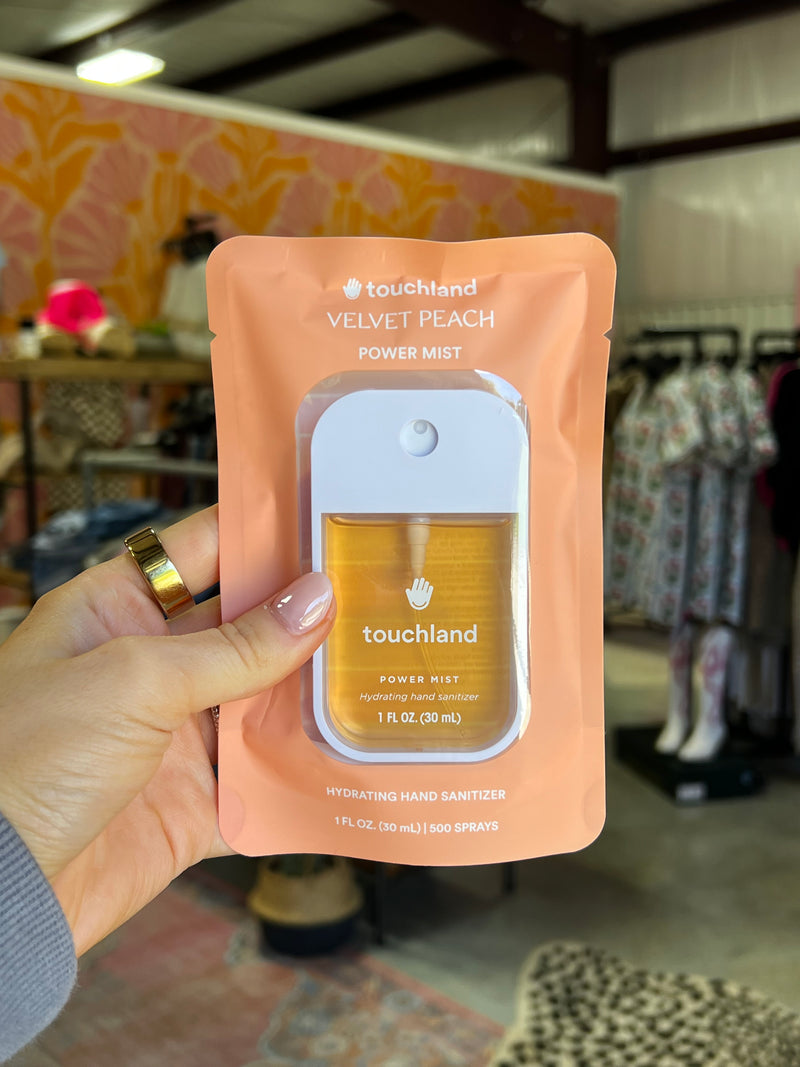 touchland
VELVET PEACH
POWER MIST
touchland
POWER MIST
Hydrating hand sanitizer
1 FL OZ. (30 mL)
HYDRATING HAND SANITIZER
1 FL OZ. (30 mL) | 500 SPRAYS